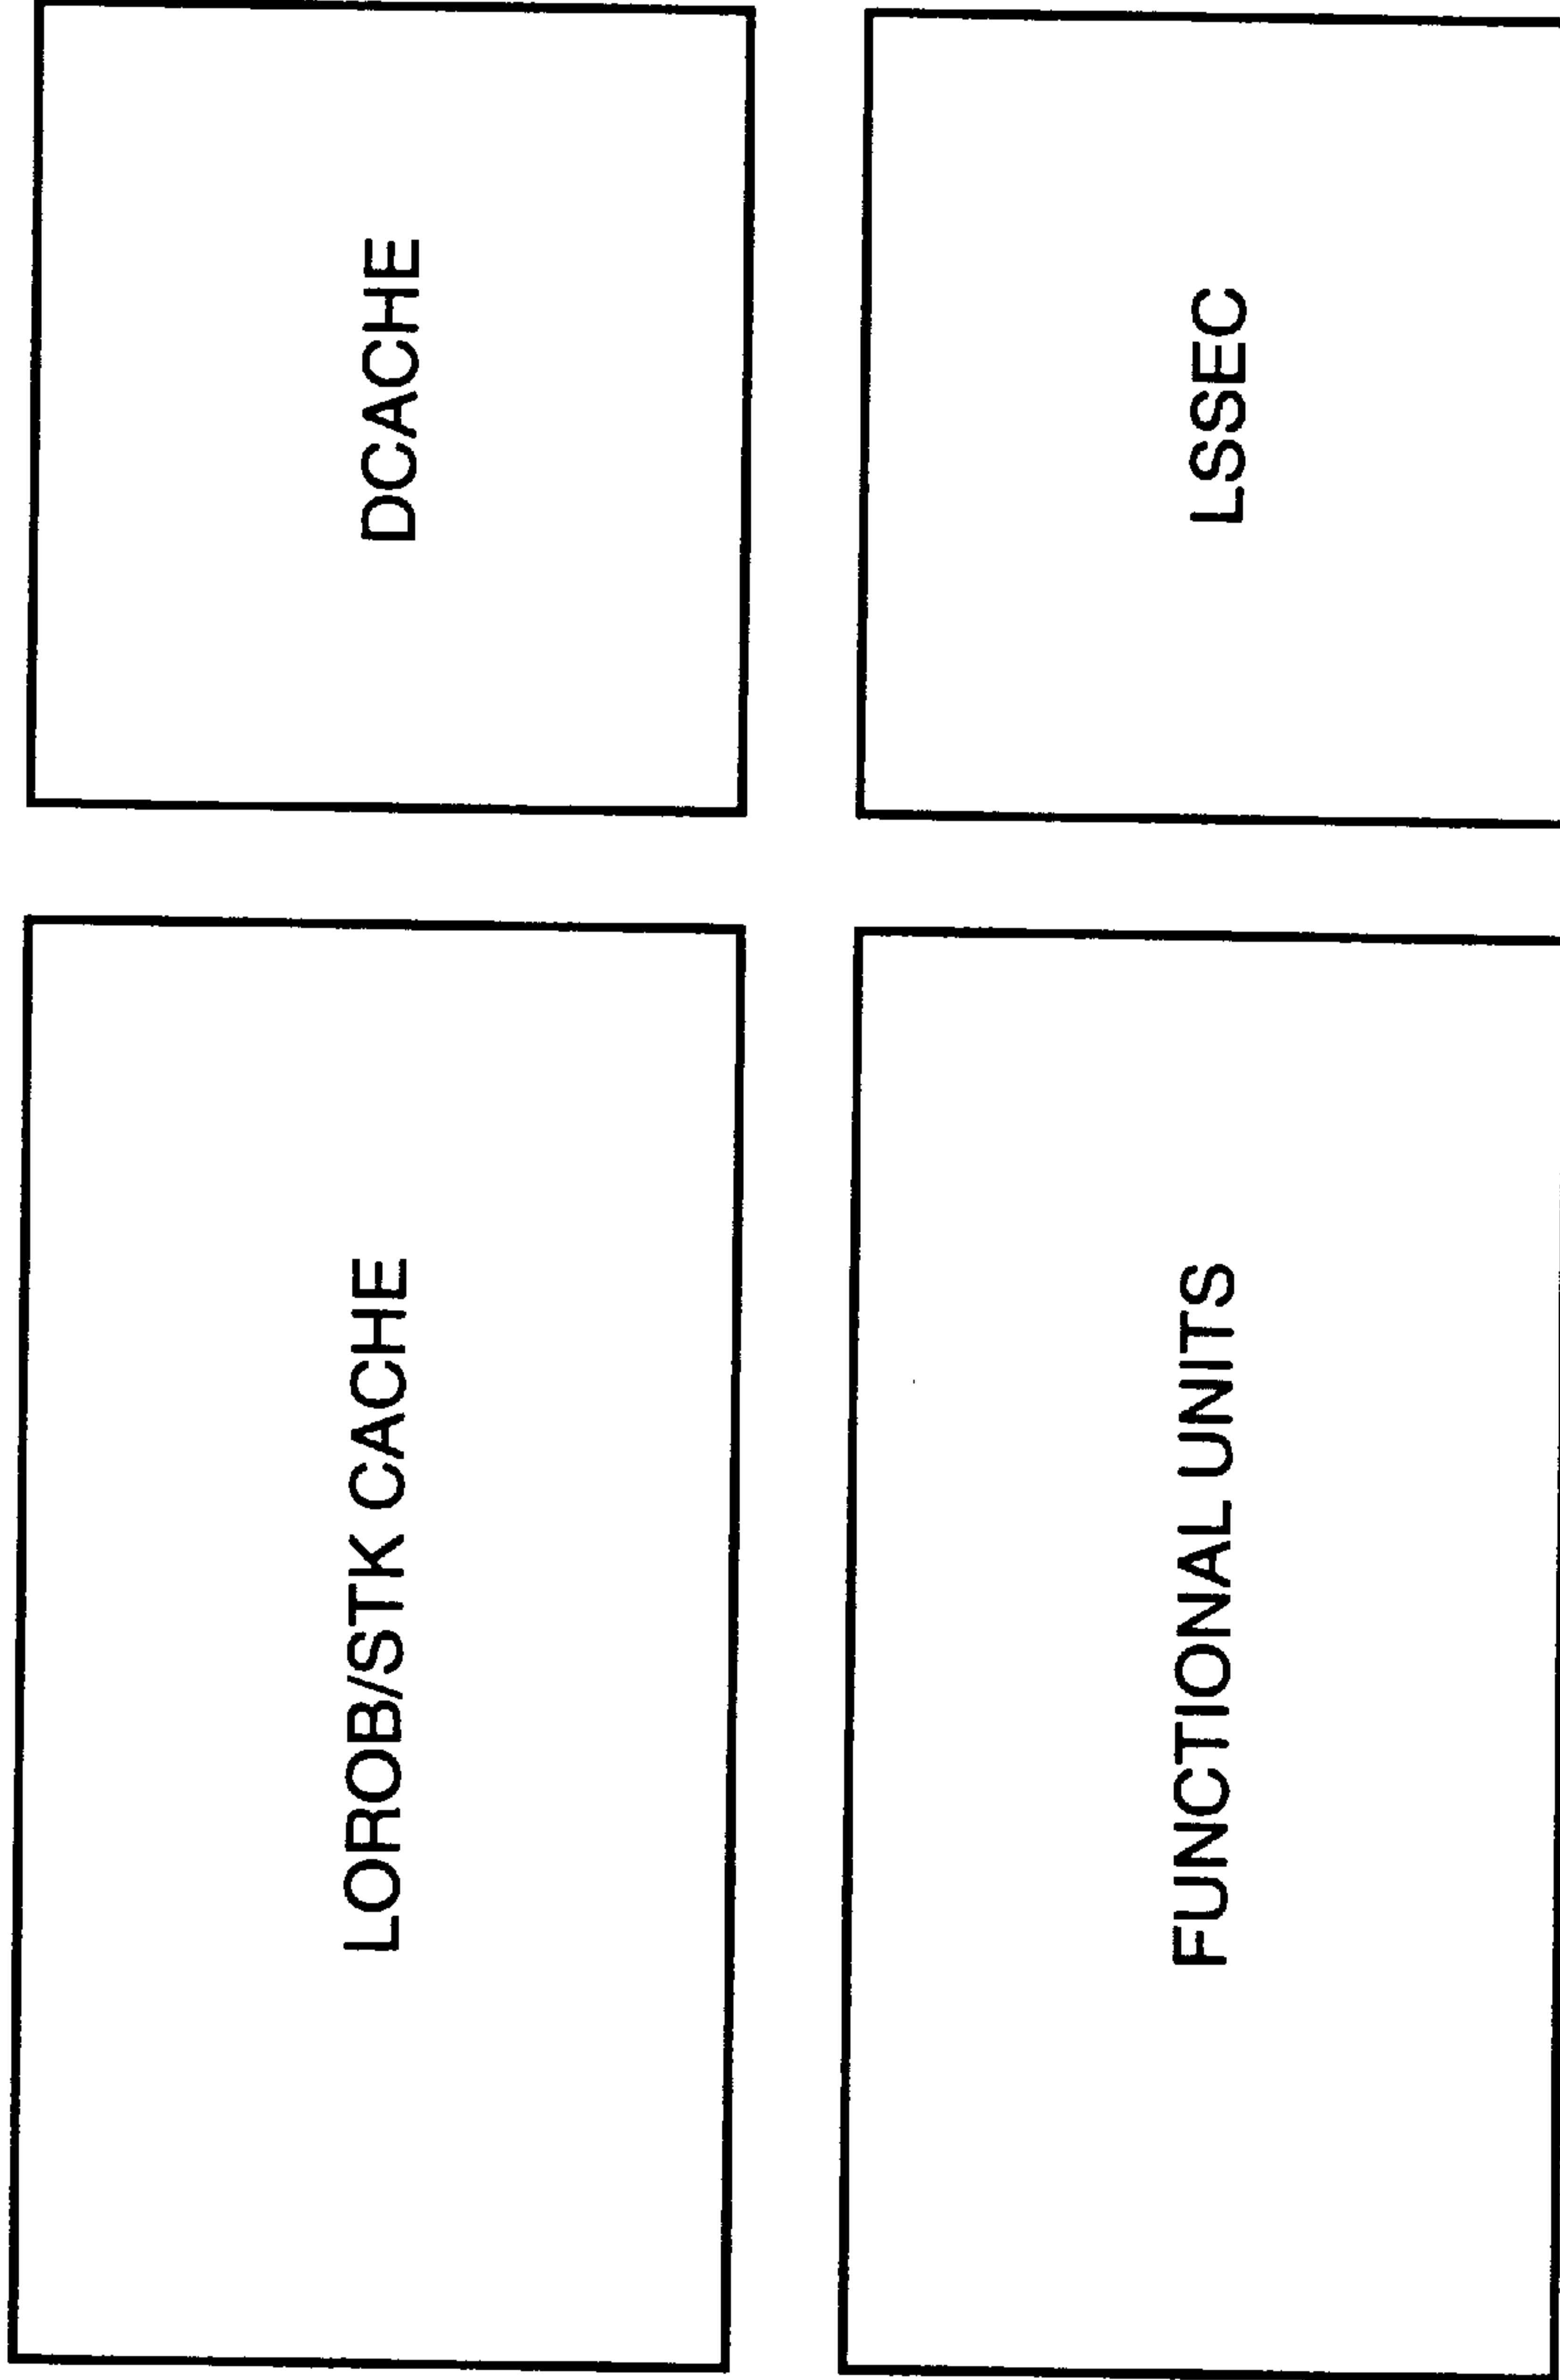 LOROB/STK CACHE
DCACHE
FUNCTIONAL UNITS
LSSEC